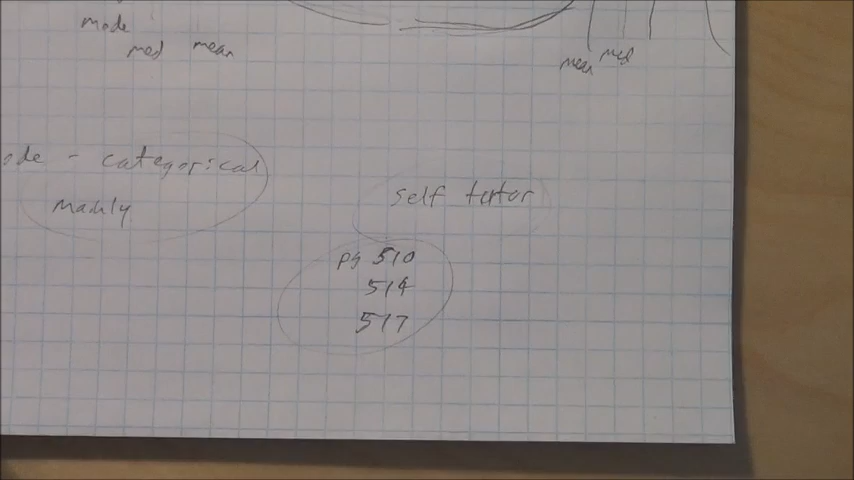 mode
med mean
mean med
ode - categorical
mainly
self tutor
pg 510
514
517